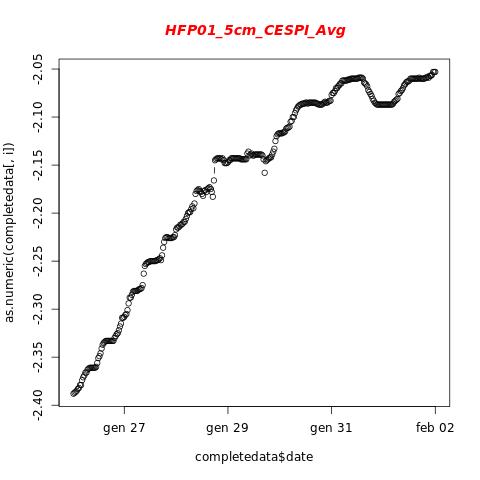 HFP01_5cm_CESPI_Avg
as.numeric(completedata[, i])
-2.05
-2.10
-2.15
-2.20
-2.25
-2.30
-2.35
-2.40
gen 27
gen 29
gen 31
feb 02
completedata$date